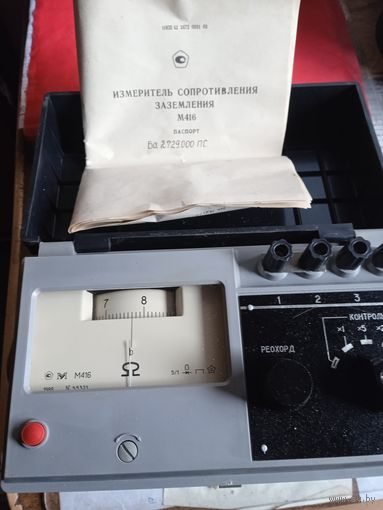 ИЗМЕРИТЕЛЬ СОПРОТИВЛЕНИЯ
ЗАЗЕМЛЕНИЯ
М416
ПАСПОРТ
Ба 2.729.000 ПС
1 2 3
КОНТРОЛЬ
×1 ×5
РЕОХОРД
7 8
b
Ω
М416